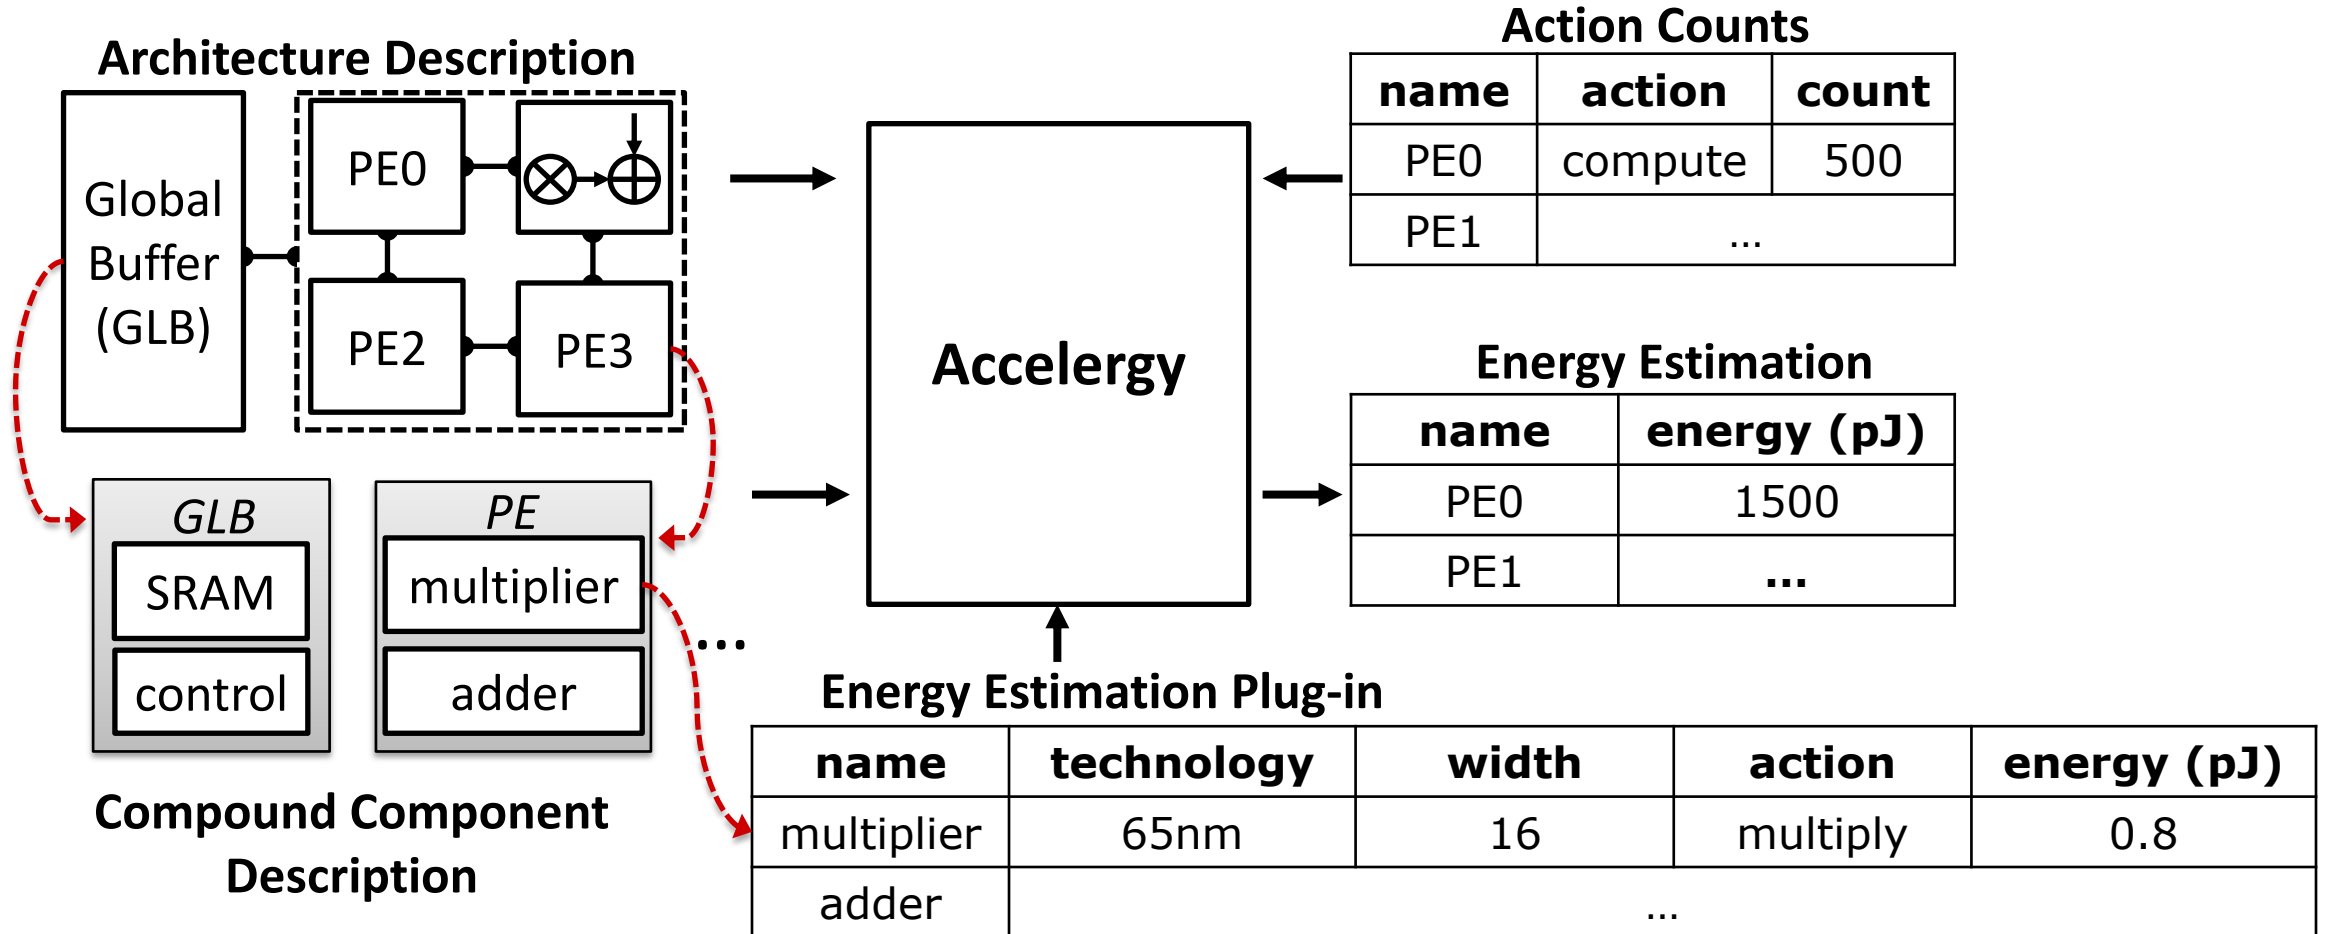 Architecture Description
Global
Buffer
(GLB)
PE0
PE2
PE3
GLB
SRAM
control
PE
multiplier
adder
...
Compound Component
Description
Accelergy
Action Counts
name action count
PE0 compute 500
PE1 ...
Energy Estimation
name energy (pJ)
PE0 1500
PE1 ...
Energy Estimation Plug-in
name technology width action energy (pJ)
multiplier 65nm 16 multiply 0.8
adder ...